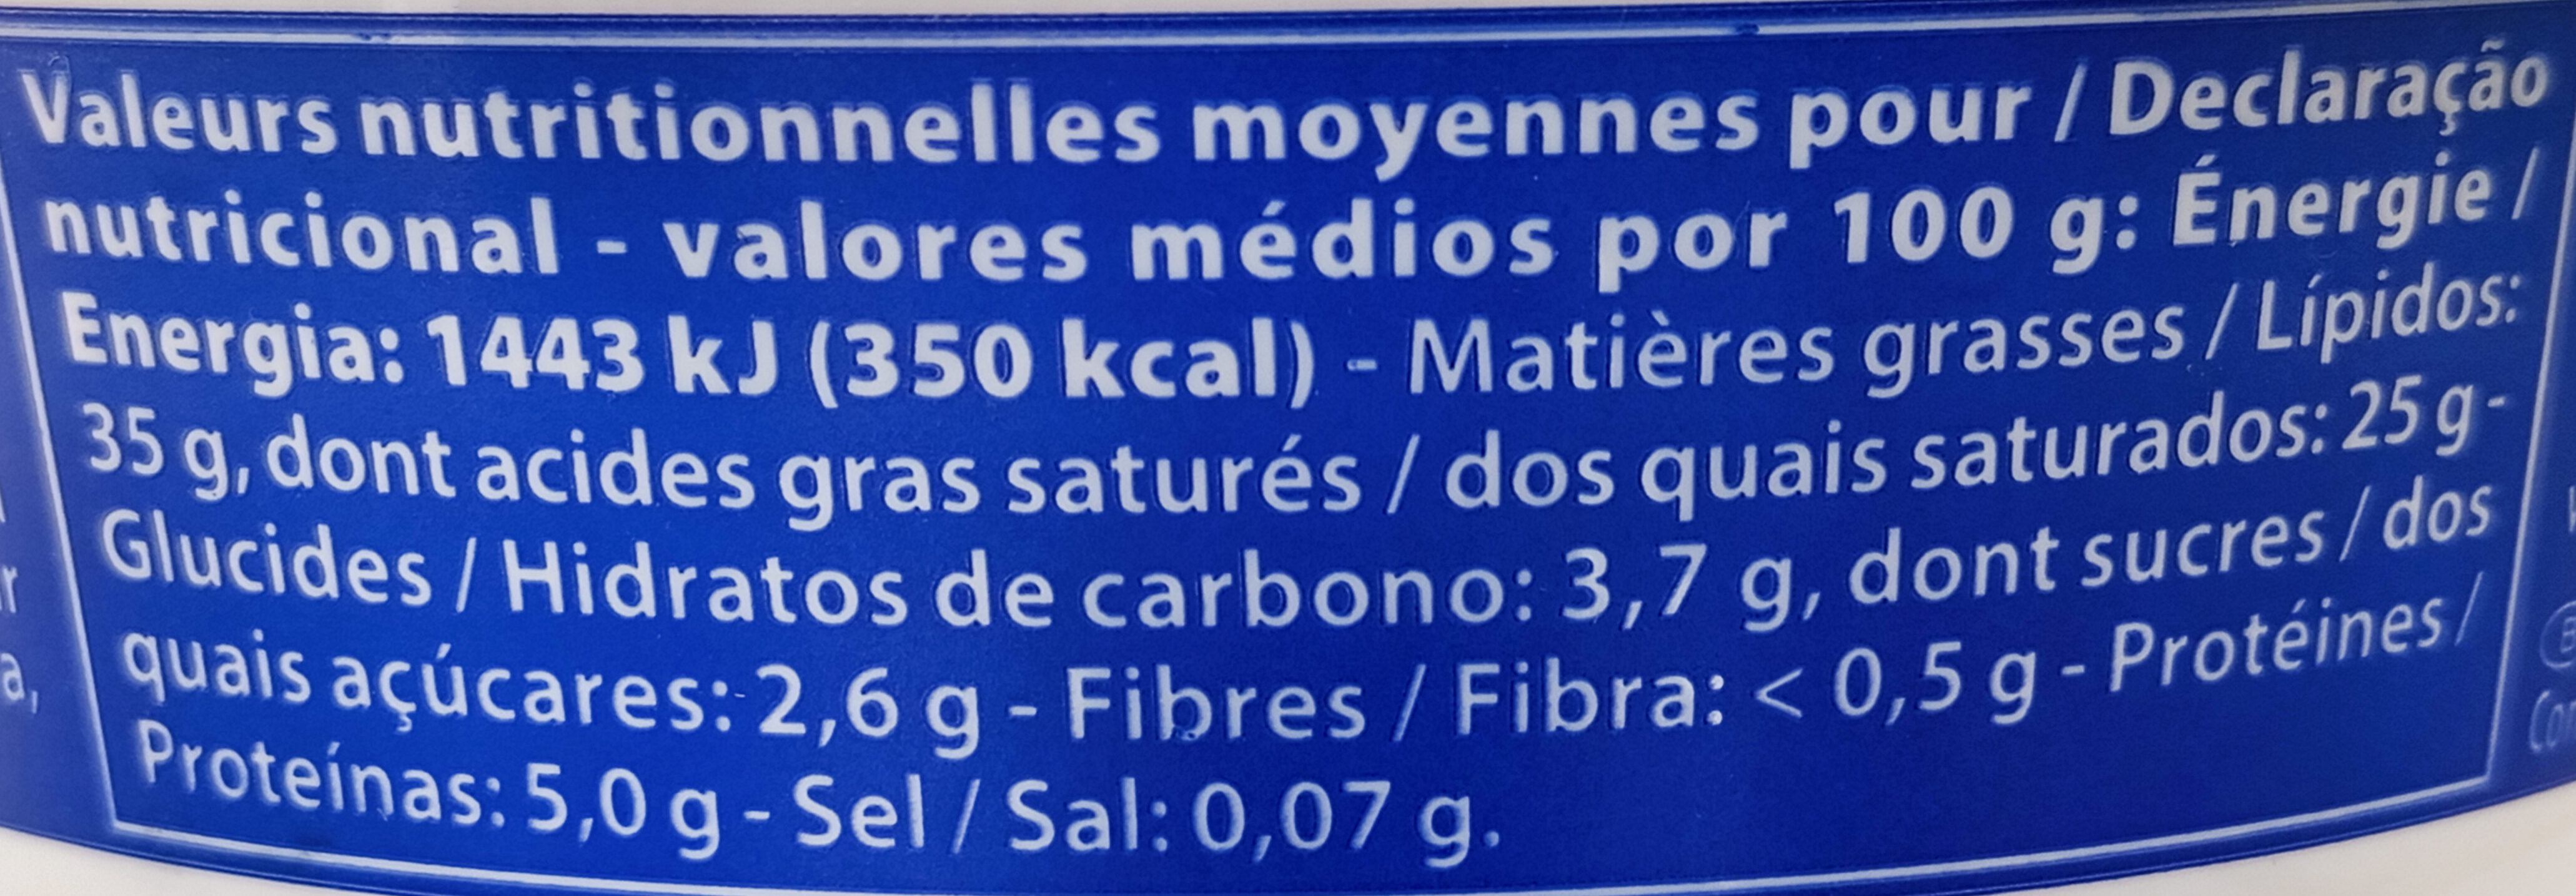 Valeurs nutritionnelles moyennes pour / Declaração
nutricional - valores médios por 100 g: Énergie /
Energia: 1443 kJ (350 kcal) - Matières grasses / Lípidos:
35 g, dont acides gras saturés / dos quais saturados: 25 g -
Glucides / Hidratos de carbono: 3,7 g, dont sucres / dos
quais açúcares: 2,6 g - Fibres / Fibra: < 0,5 g - Protéines /
Proteínas: 5,0 g - Sel / Sal: 0,07 g.